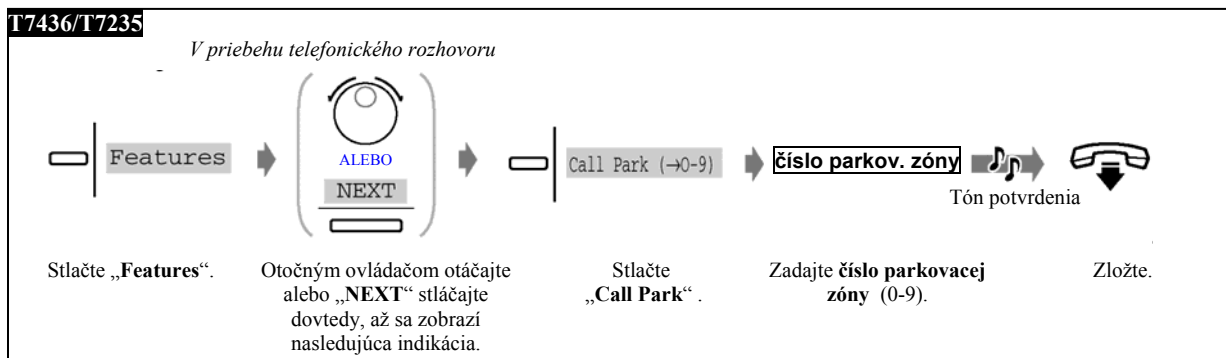 T7436/T7235
V priebehu telefonického rozhovoru
Features
ALEBO
NEXT
Call Park (→0-9)
číslo parkov. zóny
Tón potvrdenia
Stlačte „Features“.
Otočným ovládačom otáčajte
alebo „NEXT“ stláčajte
dovtedy, až sa zobrazí
nasledujúca indikácia.
Stlačte
„Call Park“ .
Zadajte číslo parkovacej
zóny (0-9).
Zložte.